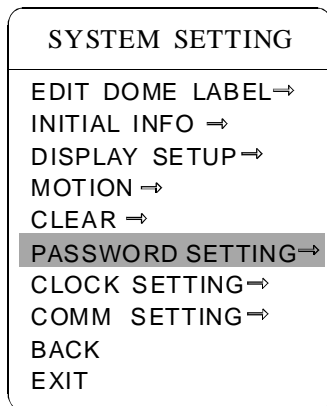 SYSTEM SETTING
EDIT DOME LABEL⇒
INITIAL INFO ⇒
DISPLAY SETUP⇒
MOTION ⇒
CLEAR ⇒
PASSWORD SETTING⇒
CLOCK SETTING⇒
COMM SETTING⇒
BACK
EXIT